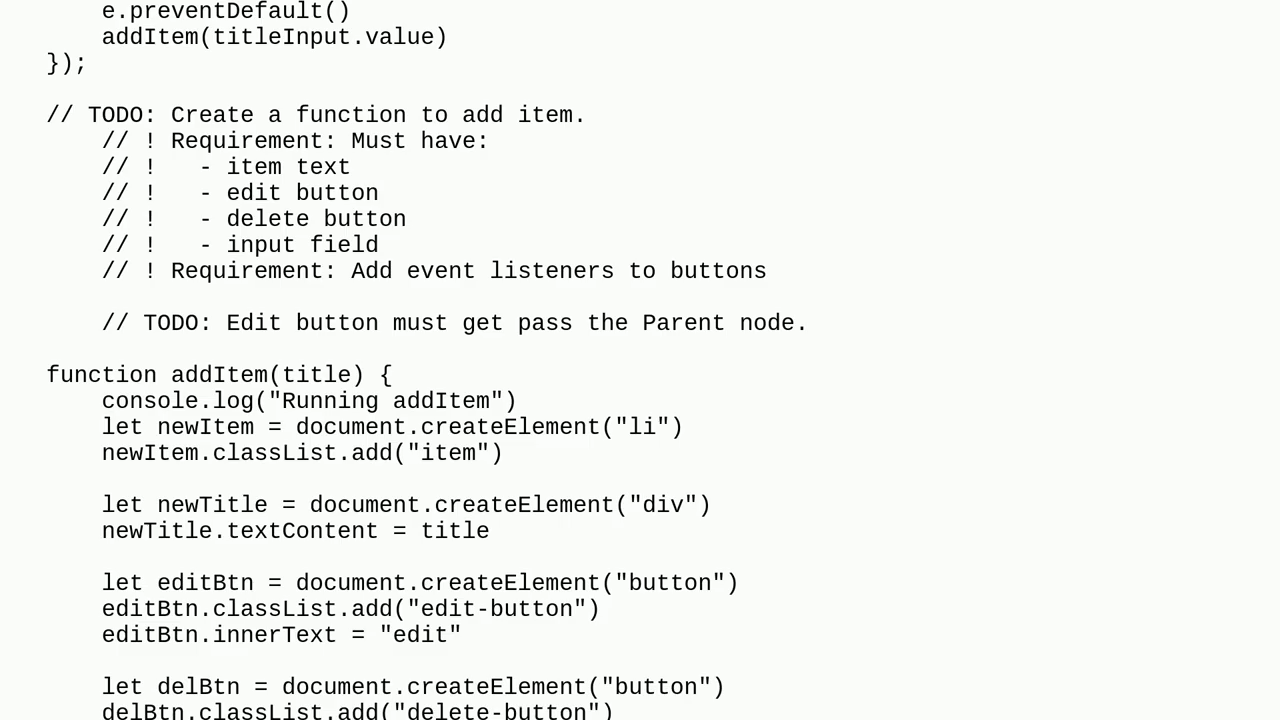 e.preventDefault()
addItem(titleInput.value)
});
// TODO: Create a function to add item.
// ! Requirement: Must have:
// !   - item text
// !   - edit button
// !   - delete button
// !   - input field
// ! Requirement: Add event listeners to buttons
// TODO: Edit button must get pass the Parent node.
function addItem(title) {
console.log("Running addItem")
let newItem = document.createElement("li")
newItem.classList.add("item")
let newTitle = document.createElement("div")
newTitle.textContent = title
let editBtn = document.createElement("button")
editBtn.classList.add("edit-button")
editBtn.innerText = "edit"
let delBtn = document.createElement("button")
delBtn.classList.add("delete-button")